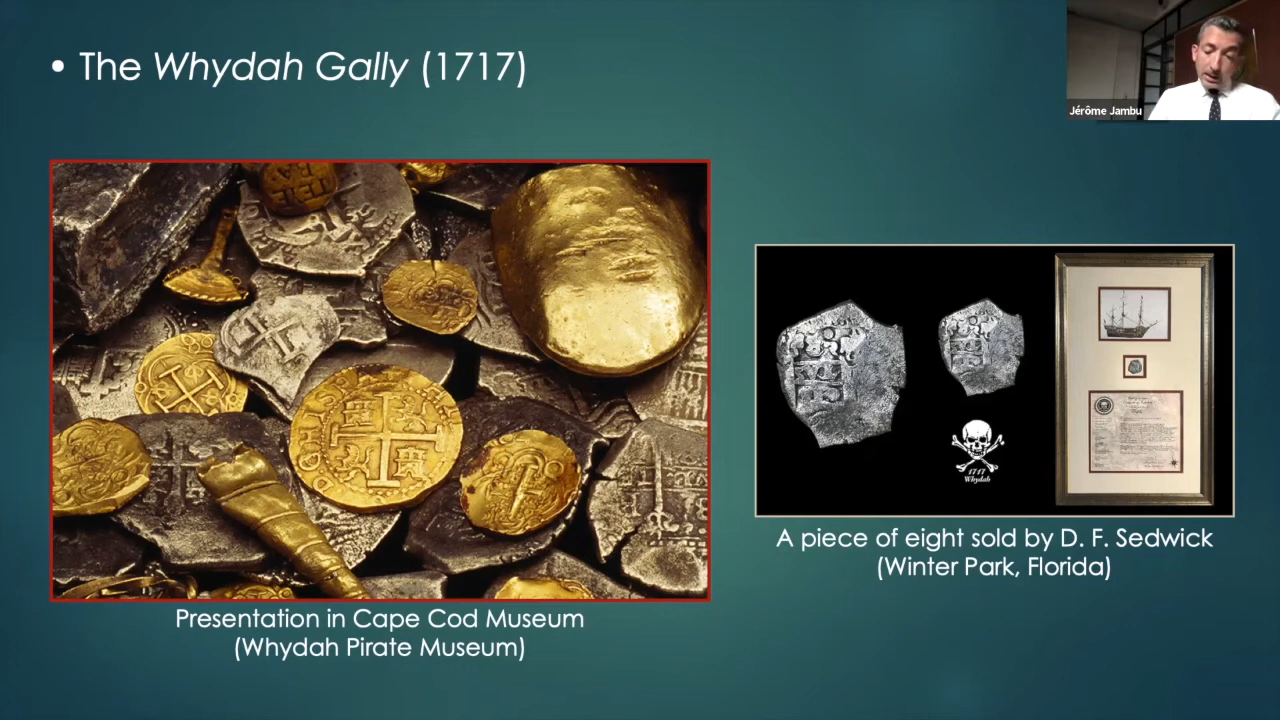 • The Whydah Gally (1717)
Jérôme Jambu
1717
Whydah
A piece of eight sold by D. F. Sedwick
(Winter Park, Florida)
Presentation in Cape Cod Museum
(Whydah Pirate Museum)